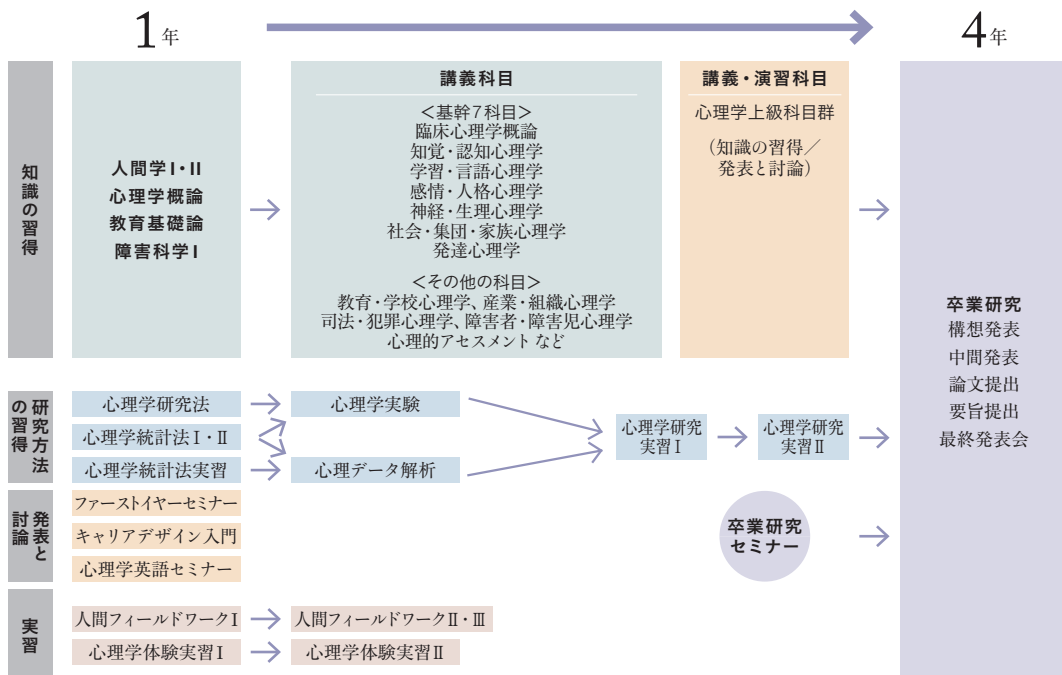 1年
4年
知識の習得
人間学Ⅰ・Ⅱ
心理学概論
教育基礎論
障害科学Ⅰ
講義科目
＜基幹7科目＞
臨床心理学概論
知覚・認知心理学
学習・言語心理学
感情・人格心理学
神経・生理心理学
社会・集団・家族心理学
発達心理学
＜その他の科目＞
教育・学校心理学、産業・組織心理学
司法・犯罪心理学、障害者・障害児心理学
心理的アセスメント など
講義・演習科目
心理学上級科目群
（知識の習得／
発表と討論）
研究方法
の習得
心理学研究法
心理学統計法Ⅰ・Ⅱ
心理学統計法実習
心理学実験
心理データ解析
心理学研究
実習Ⅰ
心理学研究
実習Ⅱ
発表と
討論
ファーストイヤーセミナー
キャリアデザイン入門
心理学英語セミナー
卒業研究
セミナー
実習
人間フィールドワークⅠ
人間フィールドワークⅡ・Ⅲ
心理学体験実習Ⅰ
心理学体験実習Ⅱ
卒業研究
構想発表
中間発表
論文提出
要旨提出
最終発表会